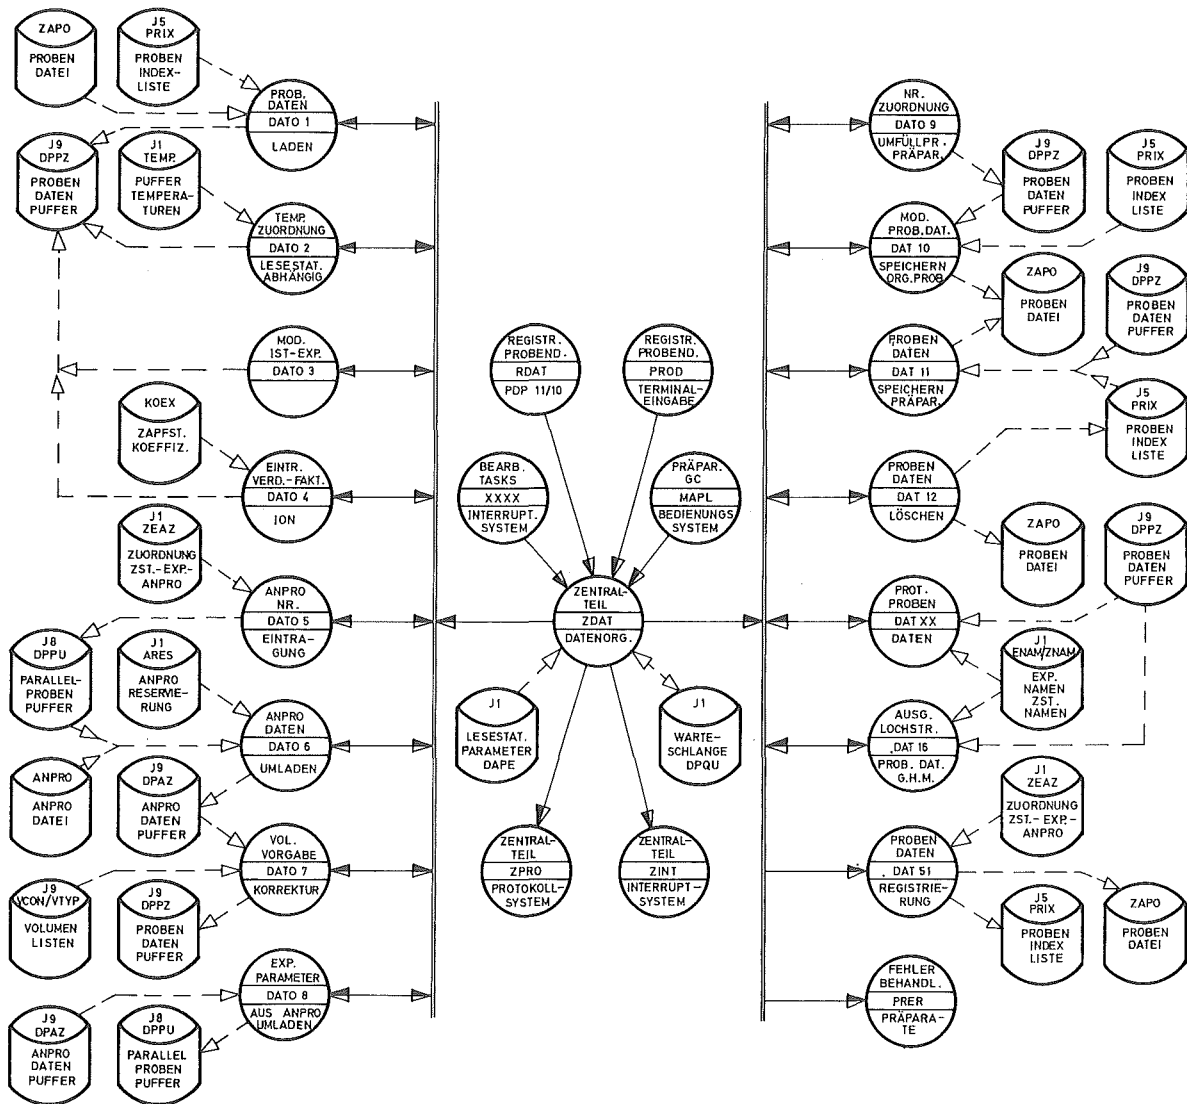 ZAPO
PROBEN
DATEI
J5
PRIX
PROBEN
INDEX-
LISTE
PROB.
DATEN
DATO 1
LADEN
J9
DPPZ
PROBEN
DATEN
PUFFER
J1
TEMP.
PUFFER
TEMPERA-
TUREN
TEMP.
ZUORDNUNG
DATO 2
LESESTAT.
ABHÄNGIG
MOD.
IST-EXP.
DATO 3
KOEX
ZAPFST.
KOEFFIZ.
EINTR.
VERD.-FAKT.
DATO 4
ION
J1
ZEAZ
ZUORDNUNG
ZST.-EXP.-
ANPRO
ANPRO
NR.
DATO 5
EINTRA-
GUNG
J8
DPPU
PARALLEL-
PROBEN
PUFFER
J1
ARES
ANPRO
RESERVIE-
RUNG
ANPRO
DATEN
DATO 6
UMLADEN
ANPRO
DATEI
J9
DPAZ
ANPRO
DATEN
PUFFER
VOL.
VORGABE
DATO 7
KORREKTUR
J9
VCON/VTYP
VOLUMEN
LISTEN
J9
DPPZ
PROBEN
DATEN
PUFFER
EXP.
PARAMETER
DATO 8
AUS ANPRO
UMLADEN
J9
DPAZ
ANPRO
DATEN
PUFFER
J8
DPPU
PARALLEL
PROBEN
PUFFER
REGISTR.
PROBEND.
RDAT
PDP 11/10
REGISTR.
PROBEND.
PROD
TERMINAL-
EINGABE
BEARB.
TASKS
XXXX
INTERRUPT.
SYSTEM
PRÄPAR.
GC
MAPL
BEDIENUNGS
SYSTEM
ZENTRAL-
TEIL
ZDAT
DATENORG.
J1
LESESTAT.
PARAMETER
DAPE
J1
WARTE-
SCHLANGE
DPQU
ZENTRAL-
TEIL
ZPRO
PROTOKOLL-
SYSTEM
ZENTRAL-
TEIL
ZINT
INTERRUPT-
SYSTEM
NR.
ZUORDNUNG
DATO 9
UMFÜLLPR.
PRÄPAR.
J9
DPPZ
PROBEN
DATEN
PUFFER
J5
PRIX
PROBEN
INDEX
LISTE
MOD.
PROB.DAT.
DAT 10
SPEICHERN
ORG.PROB.
ZAPO
PROBEN
DATEI
J9
DPPZ
PROBEN
DATEN
PUFFER
PROBEN
DATEN
DAT 11
SPEICHERN
PRÄPAR.
J5
PRIX
PROBEN
INDEX
LISTE
PROBEN
DATEN
DAT 12
LÖSCHEN
ZAPO
PROBEN
DATEI
J9
DPPZ
PROBEN
DATEN
PUFFER
PROT.
PROBEN
DAT XX
DATEN
J1
ENAM/ZNAM
EXP.
NAMEN
ZST.
NAMEN
AUSG.
LOCHSTR.
DAT 16
PROB. DAT.
G.H.M.
J1
ZEAZ
ZUORDNUNG
ZST.-EXP.-
ANPRO
PROBEN
DATEN
DAT 51
REGISTRIE-
RUNG
J5
PRIX
PROBEN
INDEX
LISTE
ZAPO
PROBEN
DATEI
FEHLER
BEHANDL.
PRER
PRÄPARA-
TE